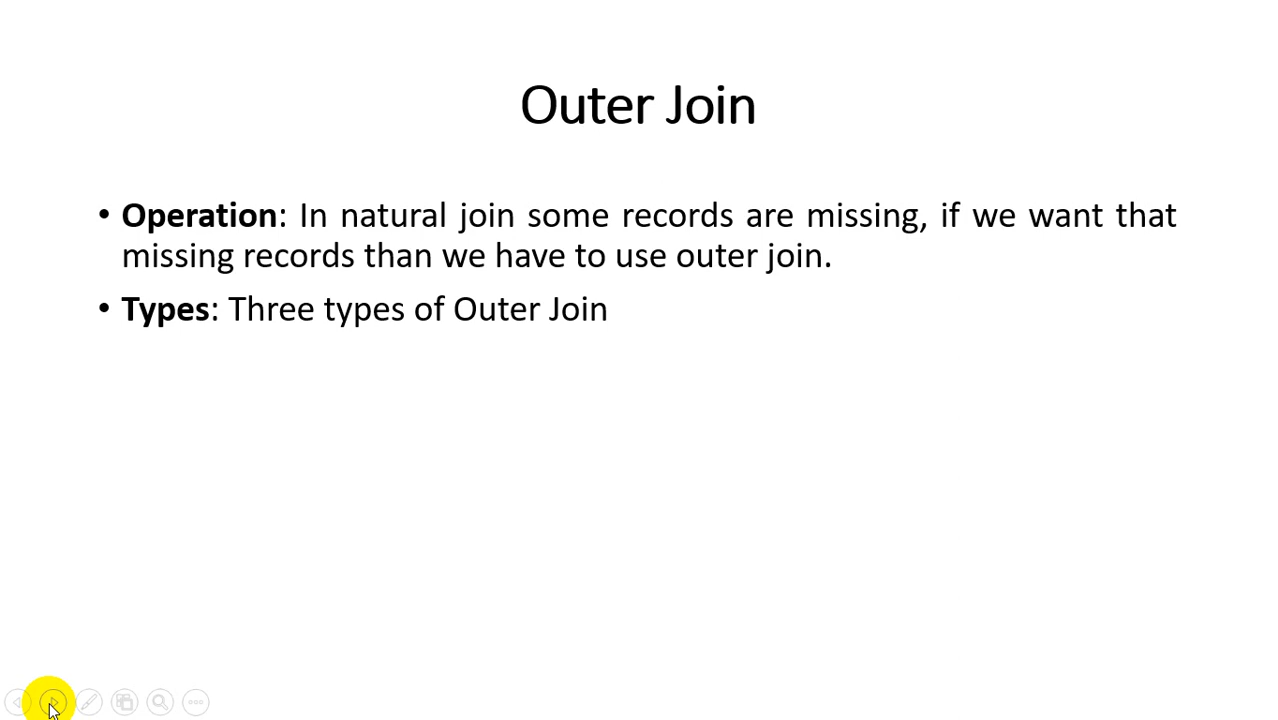 Outer Join
• Operation: In natural join some records are missing, if we want that
missing records than we have to use outer join.
• Types: Three types of Outer Join